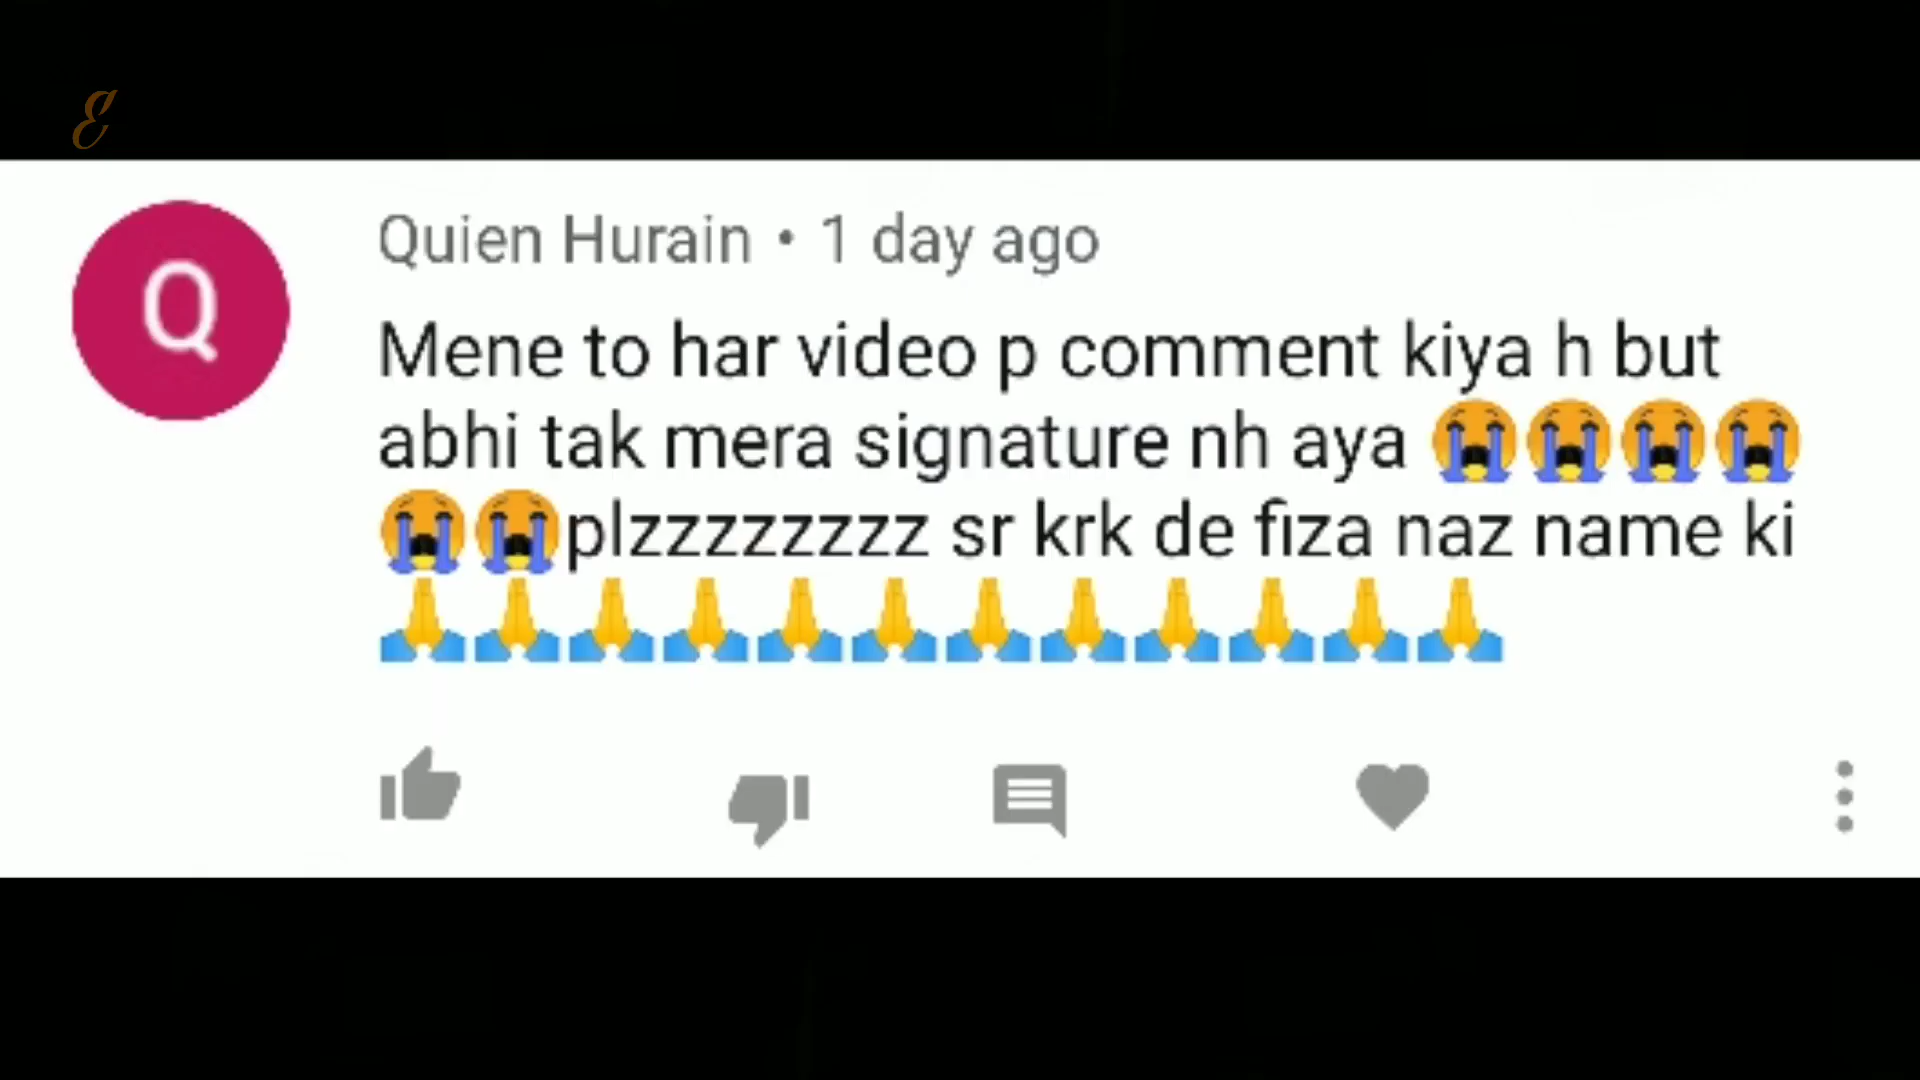 E
Q
Quien Hurain • 1 day ago
Mene to har video p comment kiya h but
abhi tak mera signature nh aya 😭😭😭😭
😭😭plzzzzzzzz sr krk de fiza naz name ki
🙏🙏🙏🙏🙏🙏🙏🙏🙏🙏🙏🙏